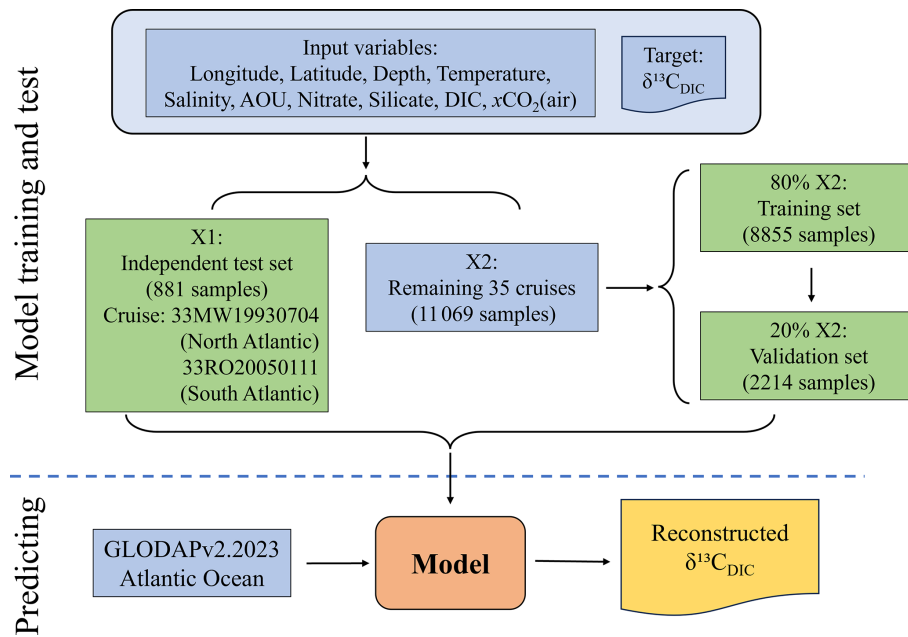 Model training and test
Input variables:
Longitude, Latitude, Depth, Temperature,
Salinity, AOU, Nitrate, Silicate, DIC, xCO₂(air)
Target:
δ¹³C_DIC
X1:
Independent test set
(881 samples)
Cruise: 33MW19930704
(North Atlantic)
33RO20050111
(South Atlantic)
X2:
Remaining 35 cruises
(11 069 samples)
80% X2:
Training set
(8855 samples)
20% X2:
Validation set
(2214 samples)
Predicting
GLODAPv2.2023
Atlantic Ocean
Model
Reconstructed
δ¹³C_DIC